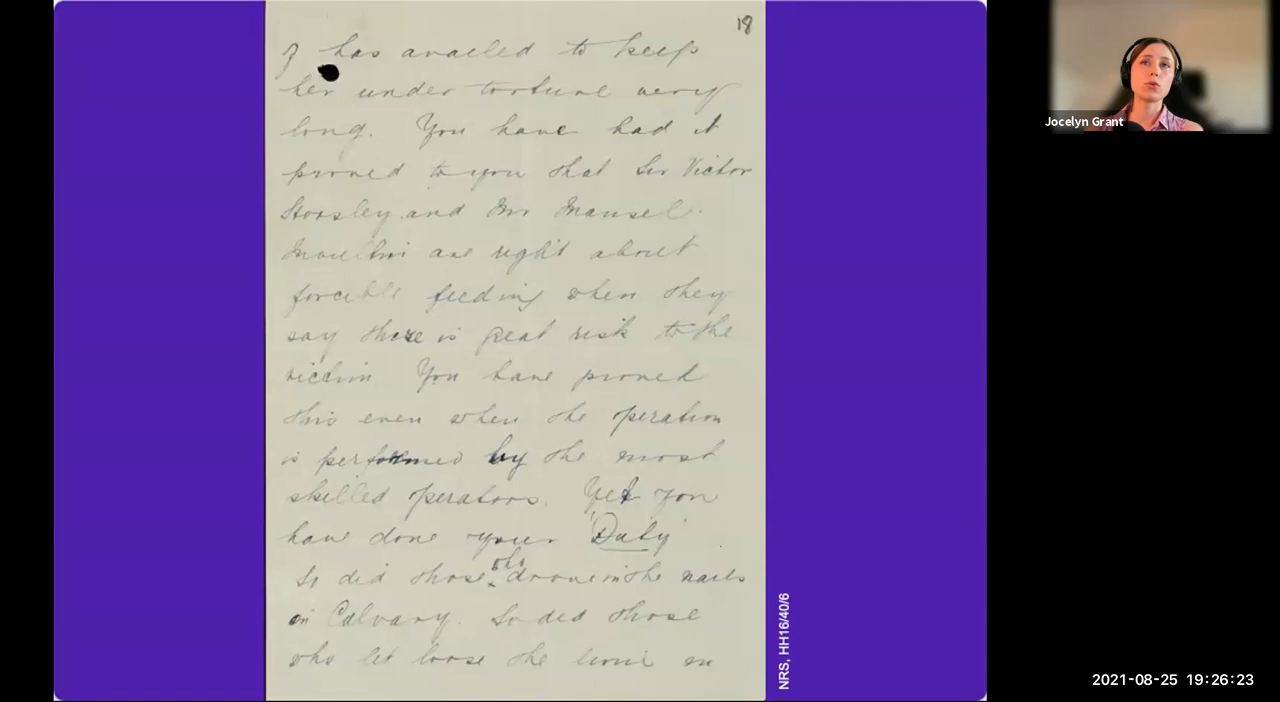 18
has availed to keep
her under torture very
long. You have had it
proved to you that Sir Victor
Horsley and Mr Mansel
Moullin are right about
forcible feeding when they
say there is great risk to the
victim You have proved
this even when the operation
is performed by the most
skilled operators. Yet you
have done your 'Duty'
So did those who drove in the nails
on Calvary. So did those
who let loose the lions in
NRS, HH16/40/6
Jocelyn Grant
2021-08-25 19:26:23